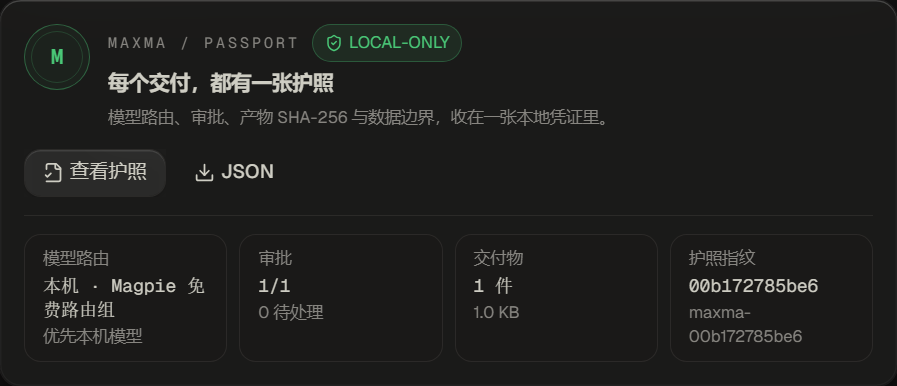 M
MAXMA / PASSPORT
LOCAL-ONLY
每个交付，都有一张护照
模型路由、审批、产物 SHA-256 与数据边界，收在一张本地凭证里。
查看护照
JSON
模型路由
本机 · Magpie 免
费路由组
优先本机模型
审批
1/1
0 待处理
交付物
1 件
1.0 KB
护照指纹
00b172785be6
maxma-
00b172785be6